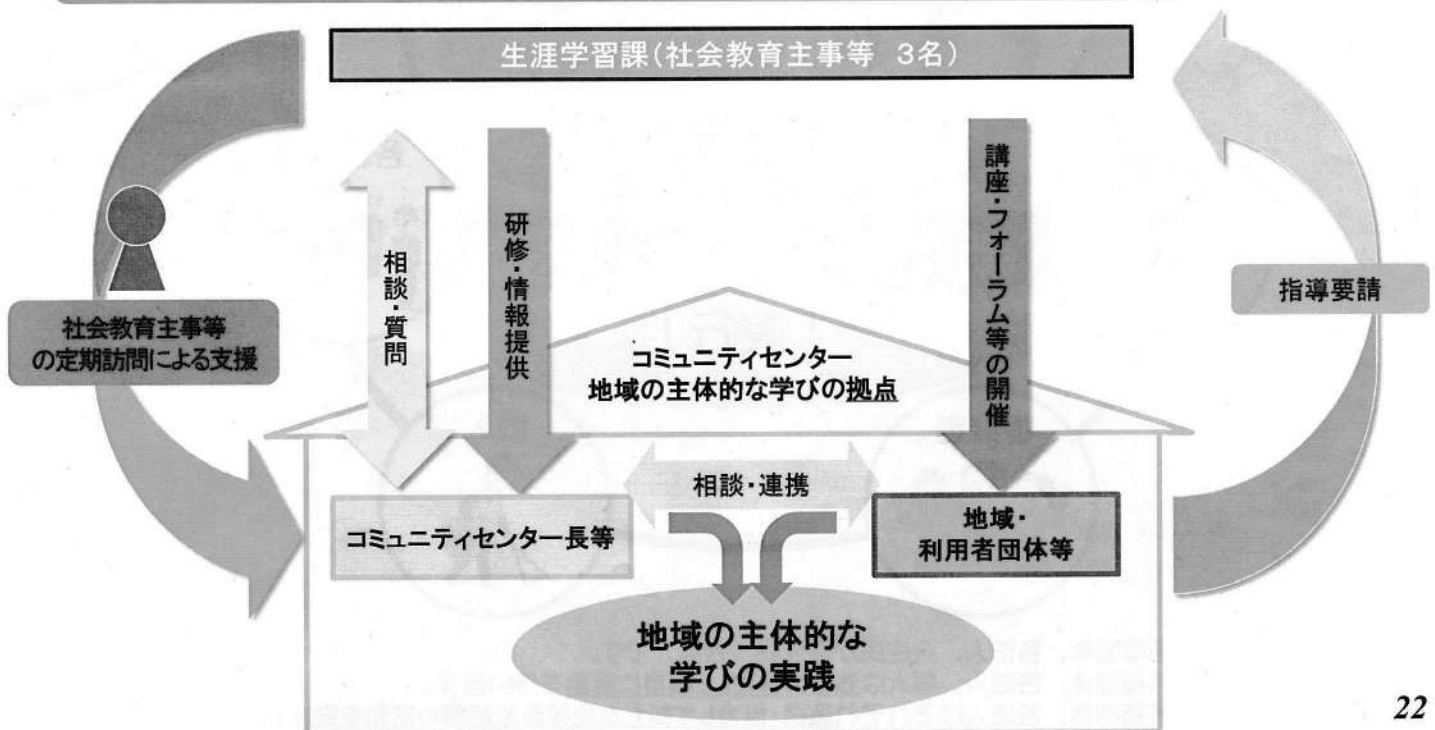 生涯学習課（社会教育主事等　3名）
相談・質問
研修・情報提供
講座・フォーラム等の開催
社会教育主事等
の定期訪問による支援
指導要請
コミュニティセンター
地域の主体的な学びの拠点
相談・連携
コミュニティセンター長等
地域・
利用者団体等
地域の主体的な
学びの実践
22